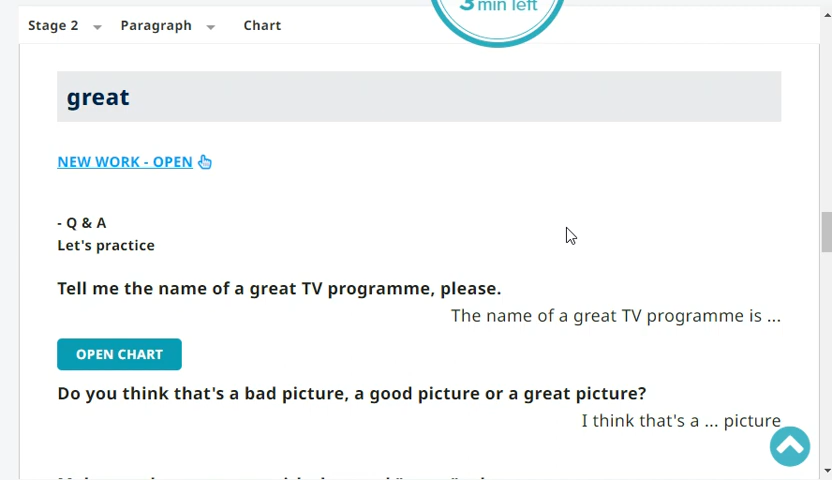 3 min left
Stage 2 Paragraph Chart
great
NEW WORK - OPEN
- Q & A
Let's practice
Tell me the name of a great TV programme, please.
The name of a great TV programme is ...
OPEN CHART
Do you think that's a bad picture, a good picture or a great picture?
I think that's a ... picture